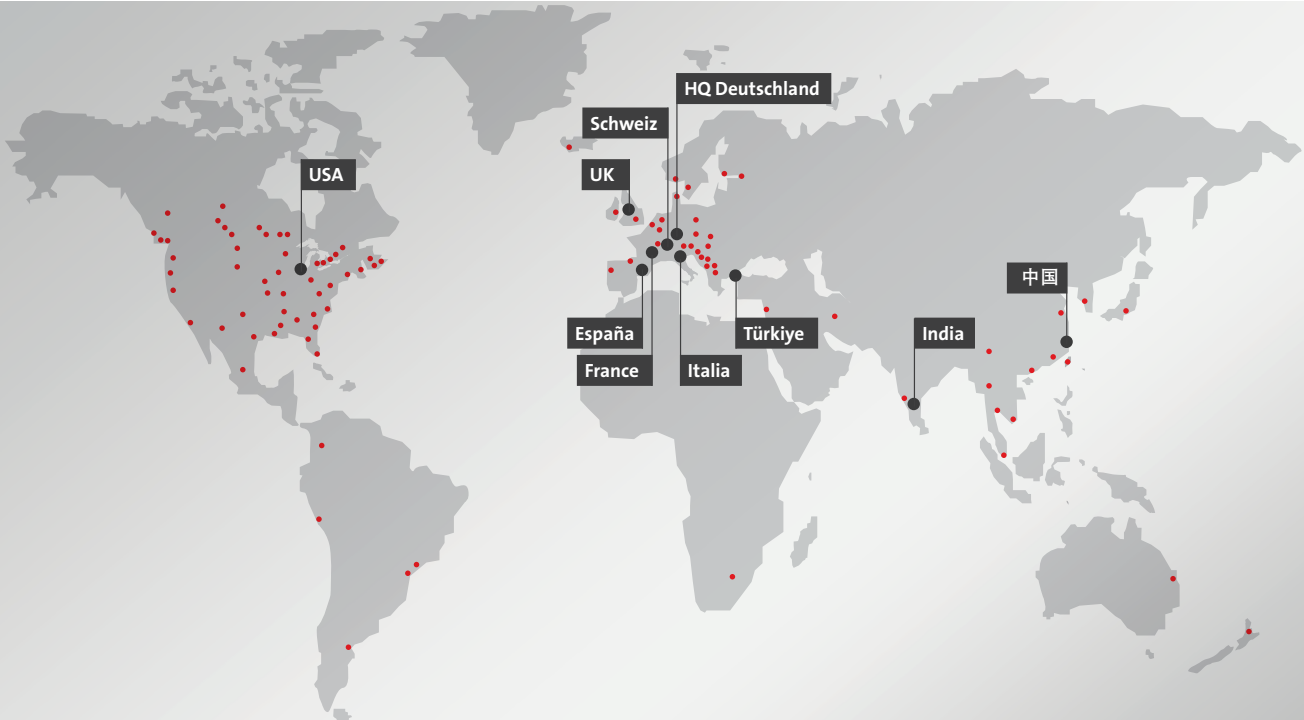 HQ Deutschland
Schweiz
USA
UK
中国
España
Türkiye
India
France
Italia